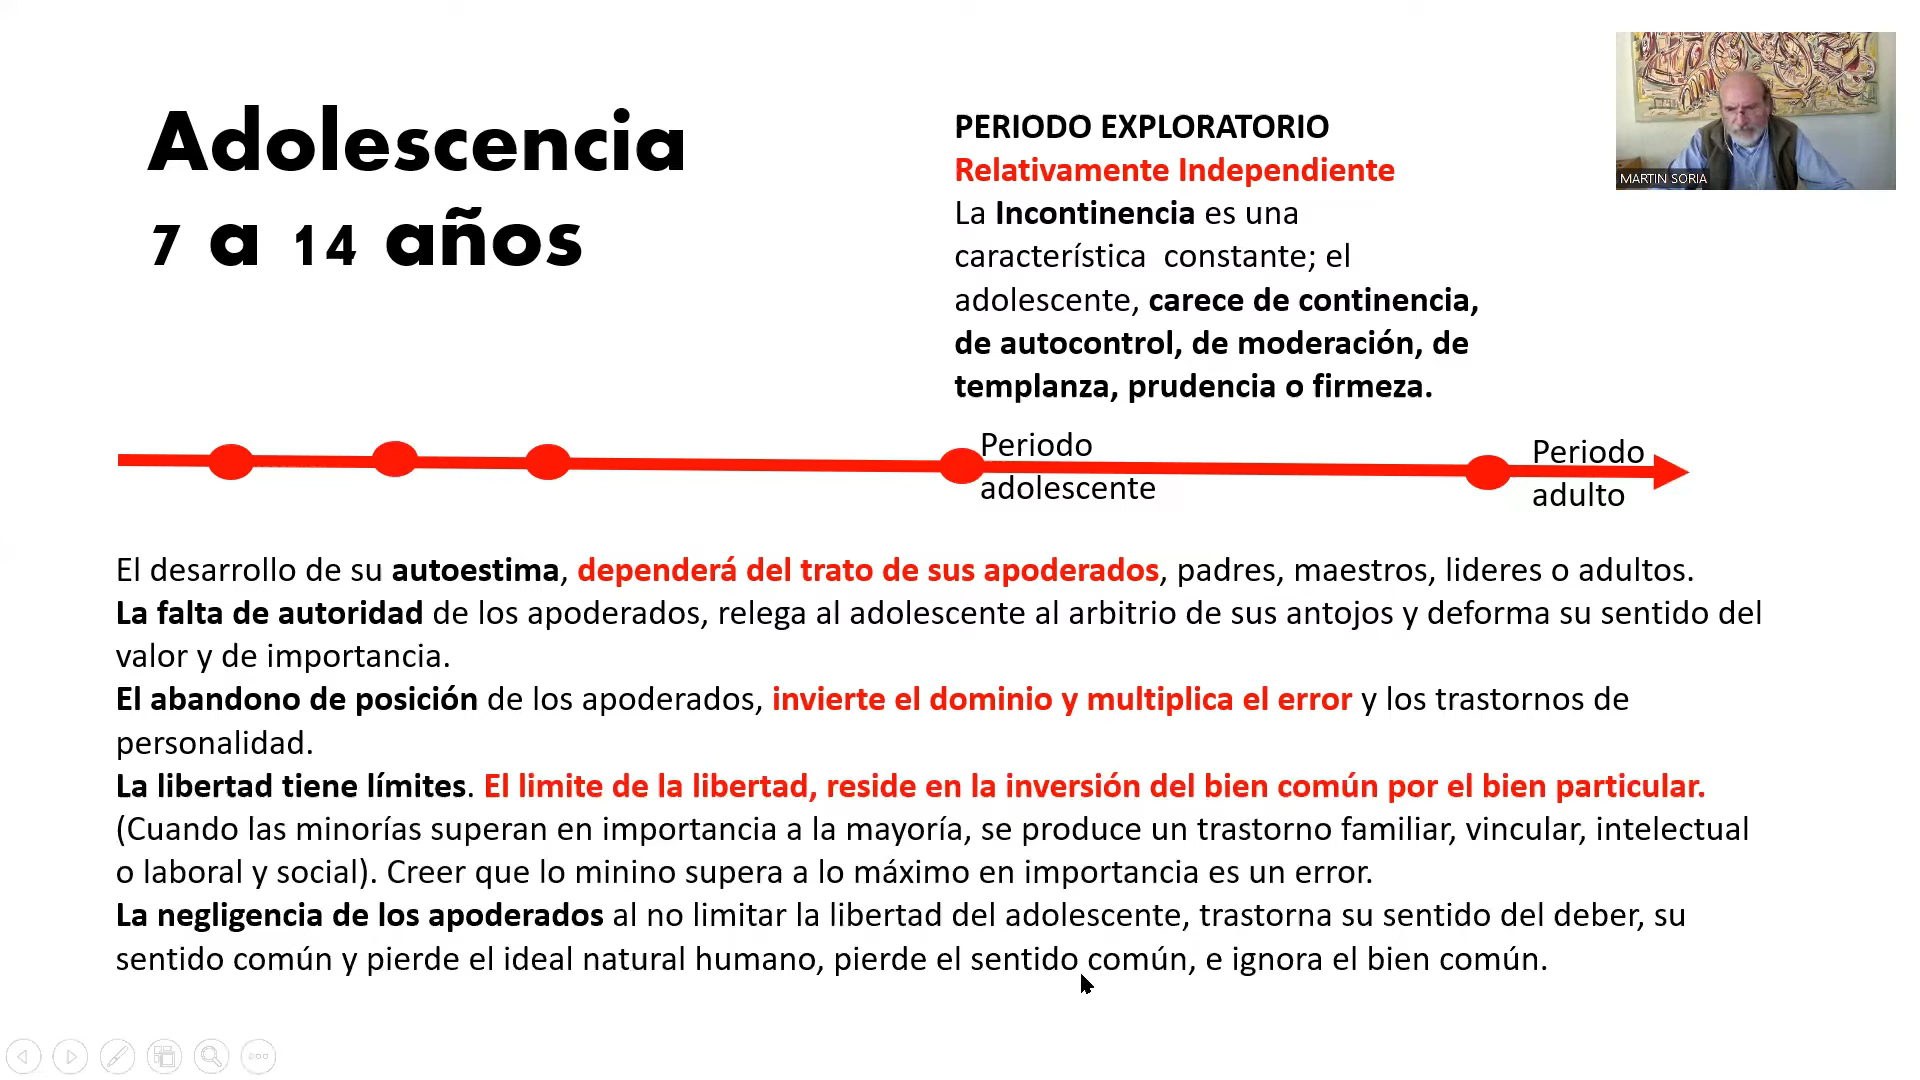 Adolescencia
7 a 14 años
PERIODO EXPLORATORIO
Relativamente Independiente
La Incontinencia es una
característica constante; el
adolescente, carece de continencia,
de autocontrol, de moderación, de
templanza, prudencia o firmeza.
MARTIN SORIA
Periodo
adolescente
Periodo
adulto
El desarrollo de su autoestima, dependerá del trato de sus apoderados, padres, maestros, lideres o adultos.
La falta de autoridad de los apoderados, relega al adolescente al arbitrio de sus antojos y deforma su sentido del
valor y de importancia.
El abandono de posición de los apoderados, invierte el dominio y multiplica el error y los trastornos de
personalidad.
La libertad tiene límites. El limite de la libertad, reside en la inversión del bien común por el bien particular.
(Cuando las minorías superan en importancia a la mayoría, se produce un trastorno familiar, vincular, intelectual
o laboral y social). Creer que lo minino supera a lo máximo en importancia es un error.
La negligencia de los apoderados al no limitar la libertad del adolescente, trastorna su sentido del deber, su
sentido común y pierde el ideal natural humano, pierde el sentido común, e ignora el bien común.